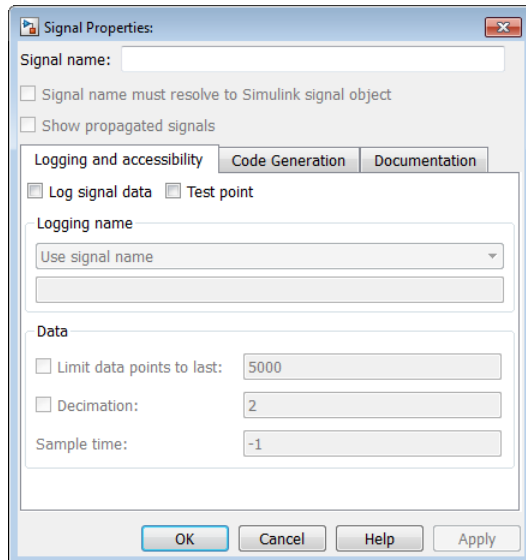 Signal Properties:
Signal name:
Signal name must resolve to Simulink signal object
Show propagated signals
Logging and accessibility Code Generation Documentation
Log signal data Test point
Logging name
Use signal name
Data
Limit data points to last: 5000
Decimation: 2
Sample time: -1
OK Cancel Help Apply